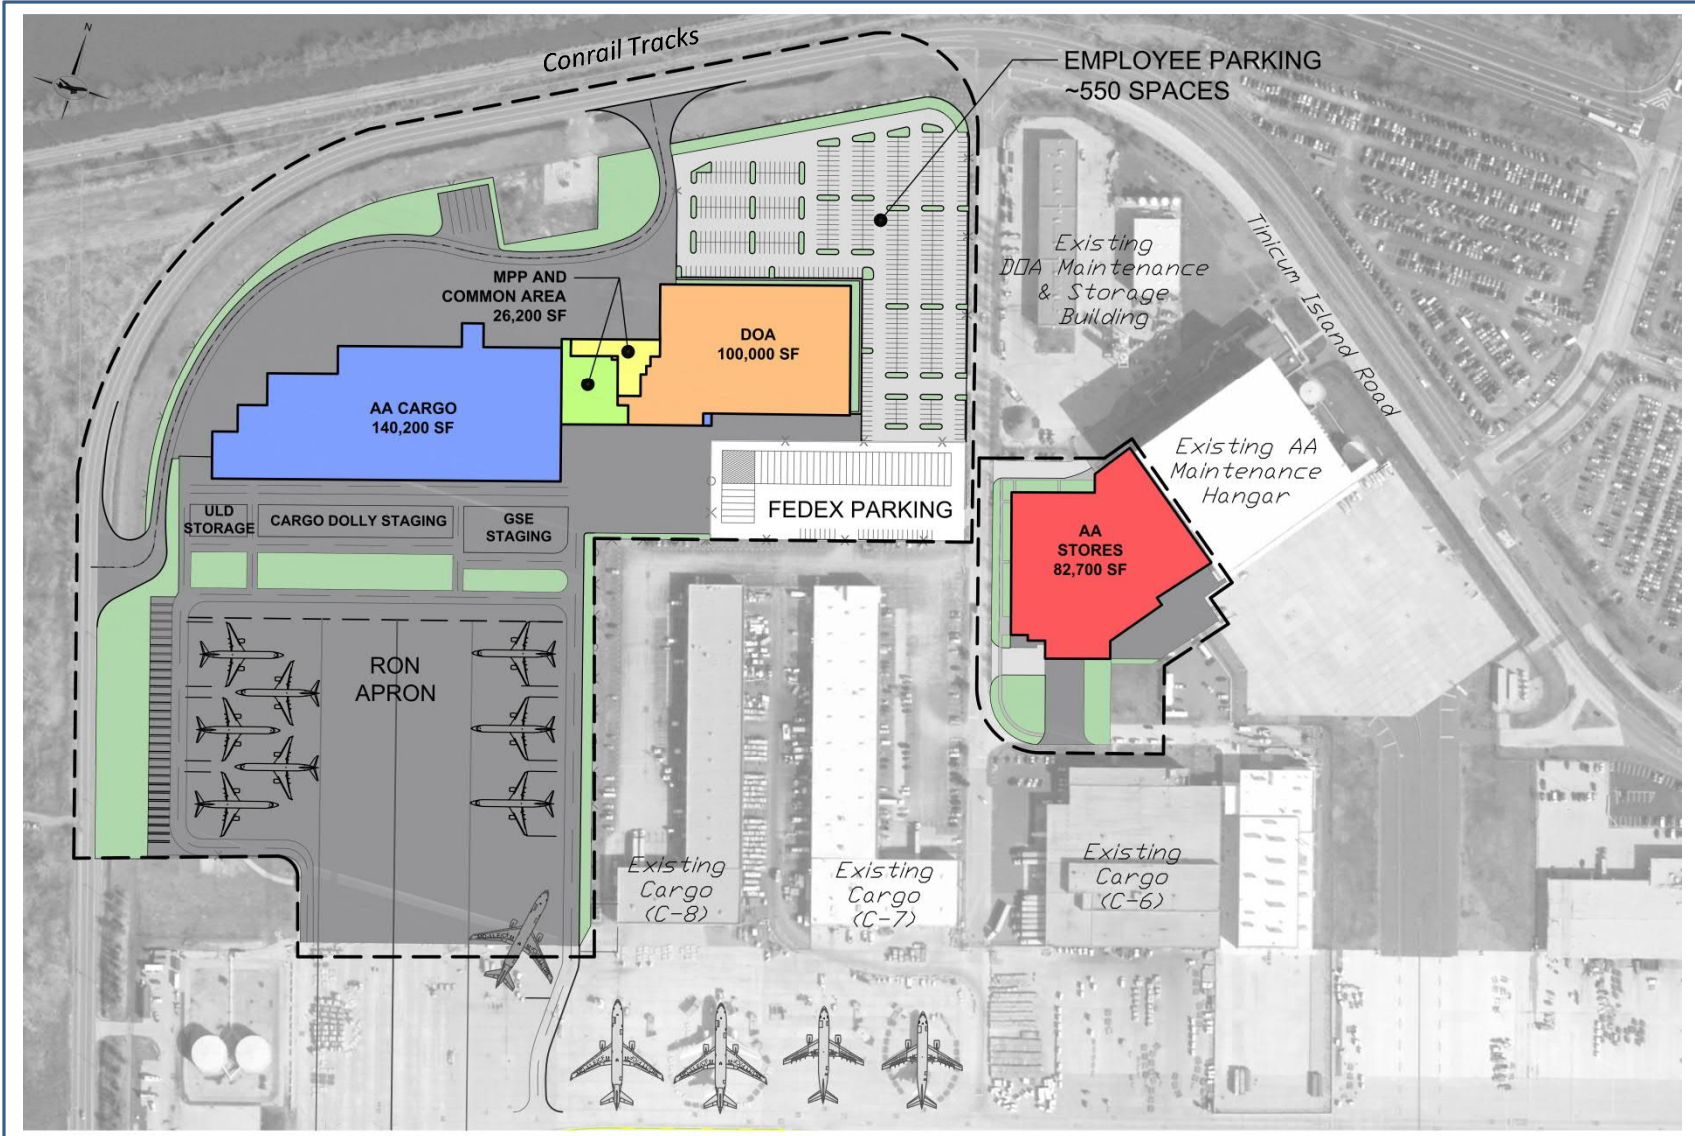 N
Conrail Tracks
EMPLOYEE PARKING
~550 SPACES
Tinicum Island Road
Existing
DOA Maintenance
& Storage
Building
MPP AND
COMMON AREA
26,200 SF
DOA
100,000 SF
AA CARGO
140,200 SF
Existing AA
Maintenance
Hangar
FEDEX PARKING
ULD
STORAGE
CARGO DOLLY STAGING
GSE
STAGING
AA
STORES
82,700 SF
RON
APRON
Existing
Cargo
(C-8)
Existing
Cargo
(C-7)
Existing
Cargo
(C-6)